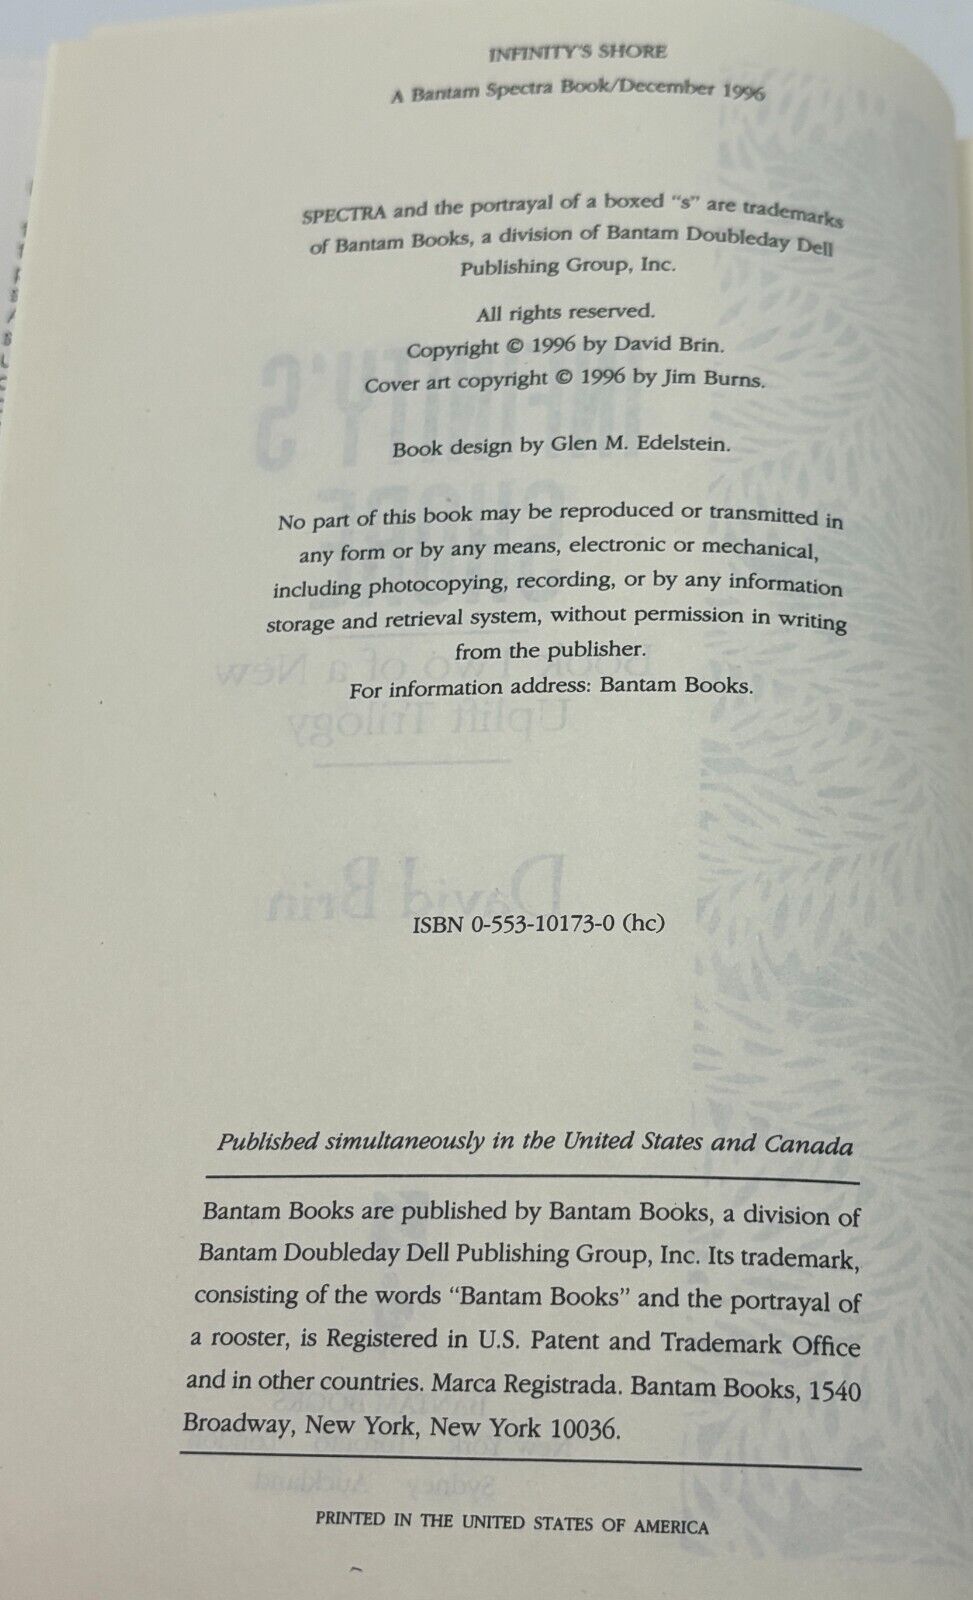 INFINITY'S SHORE
A Bantam Spectra Book/December 1996
SPECTRA and the portrayal of a boxed "s" are trademarks
of Bantam Books, a division of Bantam Doubleday Dell
Publishing Group, Inc.
All rights reserved.
Copyright © 1996 by David Brin.
Cover art copyright © 1996 by Jim Burns.
Book design by Glen M. Edelstein.
No part of this book may be reproduced or transmitted in
any form or by any means, electronic or mechanical,
including photocopying, recording, or by any information
storage and retrieval system, without permission in writing
from the publisher.
For information address: Bantam Books.
ISBN 0-553-10173-0 (hc)
Published simultaneously in the United States and Canada
Bantam Books are published by Bantam Books, a division of
Bantam Doubleday Dell Publishing Group, Inc. Its trademark,
consisting of the words "Bantam Books" and the portrayal of
a rooster, is Registered in U.S. Patent and Trademark Office
and in other countries. Marca Registrada. Bantam Books, 1540
Broadway, New York, New York 10036.
PRINTED IN THE UNITED STATES OF AMERICA